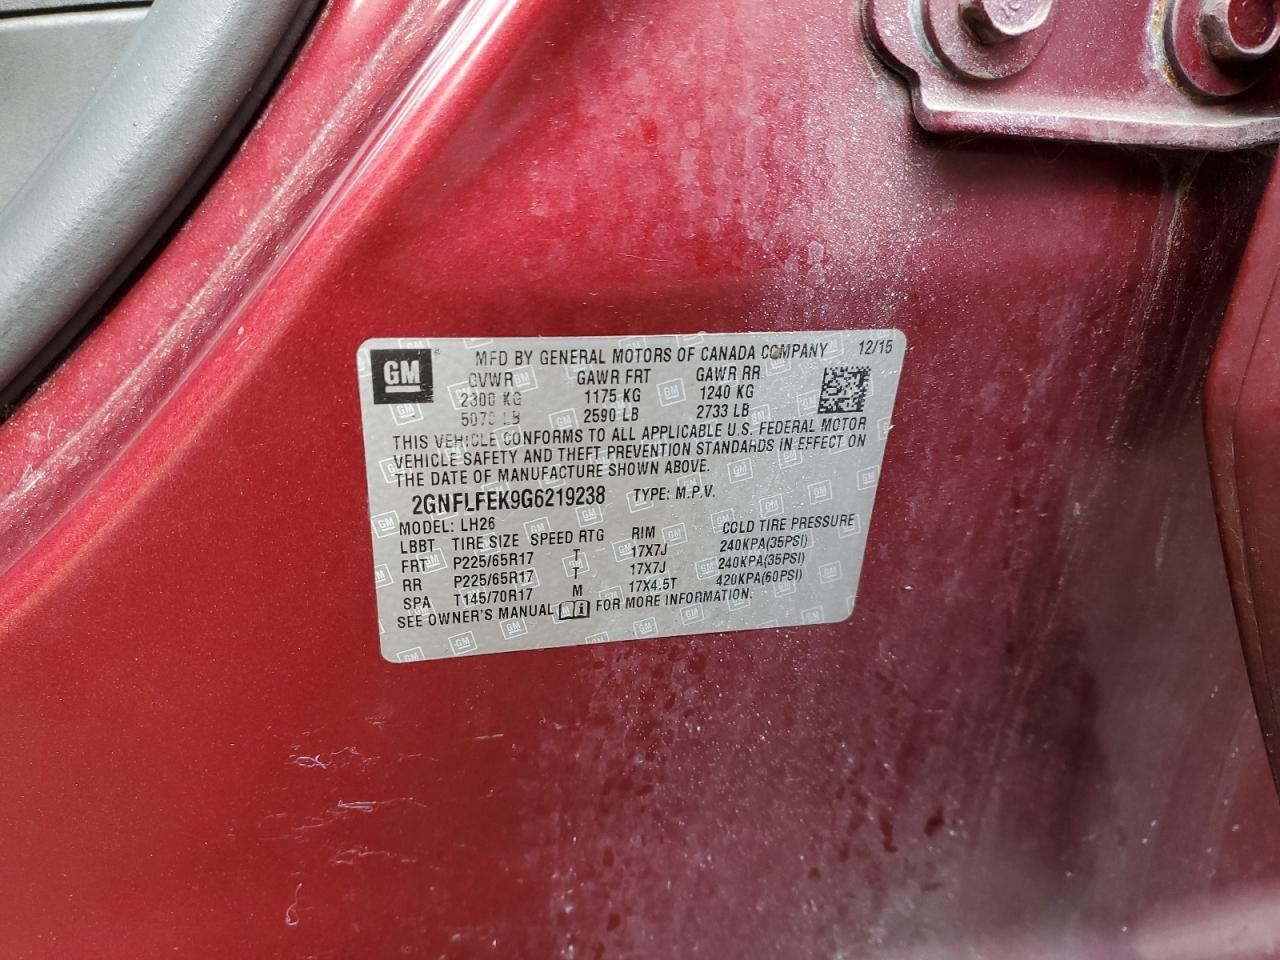 GM MFD BY GENERAL MOTORS OF CANADA COMPANY 12/15
GVWR GAWR FRT GAWR RR
2300 KG 1175 KG 1240 KG
5070 LB 2590 LB 2733 LB
THIS VEHICLE CONFORMS TO ALL APPLICABLE U.S. FEDERAL MOTOR
VEHICLE SAFETY AND THEFT PREVENTION STANDARDS IN EFFECT ON
THE DATE OF MANUFACTURE SHOWN ABOVE.
2GNFLFEK9G6219238 TYPE: M.P.V.
MODEL: LH26
LBBT TIRE SIZE SPEED RTG RIM COLD TIRE PRESSURE
FRT P225/65R17 T 17X7J 240KPA(35PSI)
RR P225/65R17 T 17X7J 240KPA(35PSI)
SPA T145/70R17 M 17X4.5T 420KPA(60PSI)
SEE OWNER'S MANUAL FOR MORE INFORMATION.